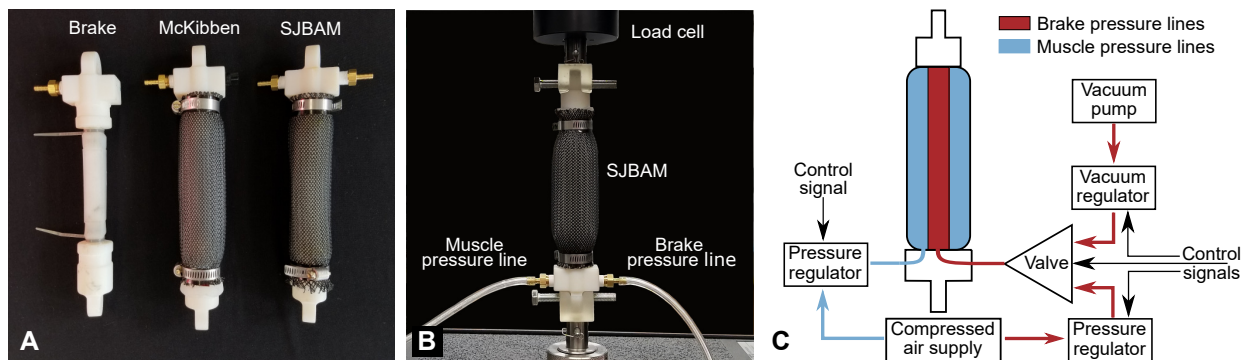 Brake
McKibben
SJBAM
A
Load cell
SJBAM
Muscle
pressure line
Brake
pressure line
B
Brake pressure lines
Muscle pressure lines
Vacuum
pump
Vacuum
regulator
Control
signal
Pressure
regulator
Valve
Control
signals
Compressed
air supply
Pressure
regulator
C